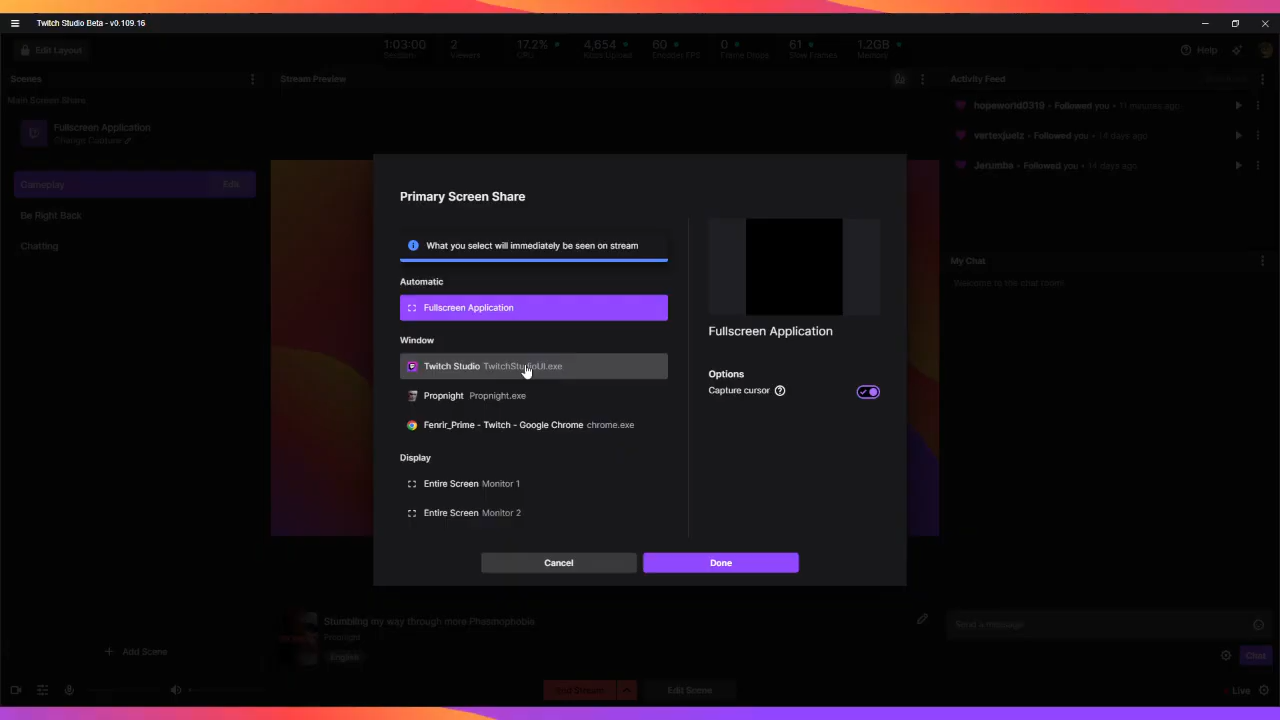 Twitch Studio Beta - v0.109.16
Edit Layout
1:03:00 2 17.2% 4,654 60 0 61 1.2GB
Session Viewers CPU Kbps Upload Encoder FPS Frame Drops Slow Frames Memory
Help
Scenes
Stream Preview
Activity Feed
Main Screen Share
Fullscreen Application
Change Capture
Gameplay Edit
Be Right Back
Chatting
hopeworld0319 - Followed you - 11 minutes ago
Followed you
Jerumba - Followed you - 14 days ago
My Chat
Welcome to the chat room!
Primary Screen Share
What you select will immediately be seen on stream
Automatic
Fullscreen Application
Window
Twitch Studio TwitchStudioUI.exe
Propnight Propnight.exe
Fenrir_Prime - Twitch - Google Chrome chrome.exe
Display
Entire Screen Monitor 1
Entire Screen Monitor 2
Cancel
Done
Fullscreen Application
Options
Capture cursor
Stumbling my way through more Phasmophobia
Propnight
English
Add Scene
End Stream
Edit Scene
Send a message
Chat
Live